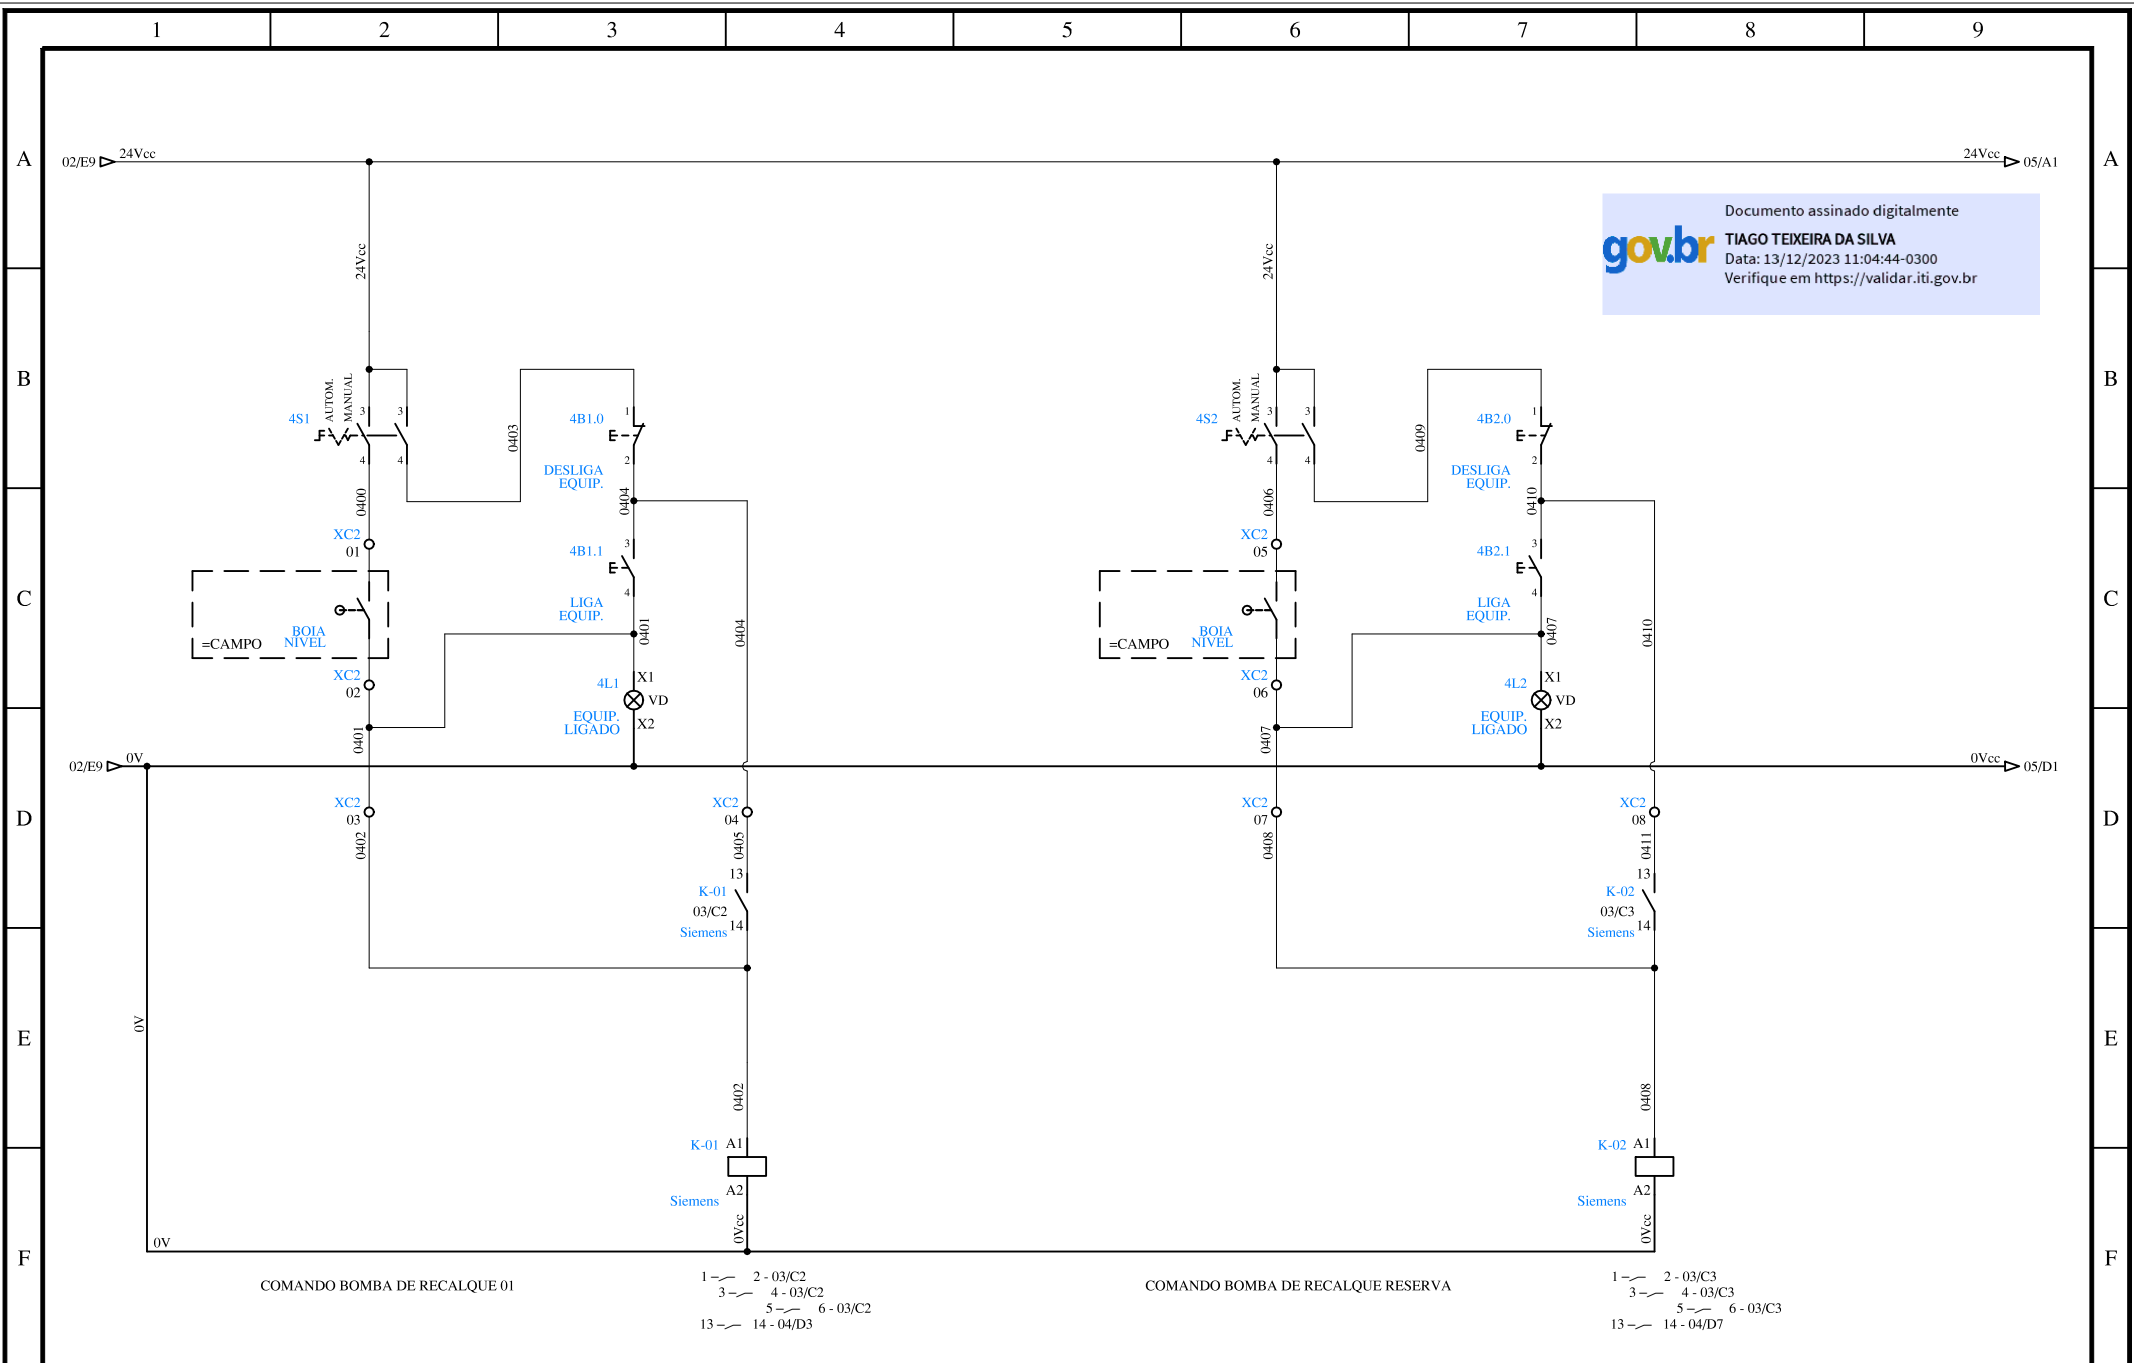 1 2 3 4 5 6 7 8 9
A
02/E9 24Vcc
24Vcc 05/A1
A
Documento assinado digitalmente
gov.br
TIAGO TEIXEIRA DA SILVA
Data: 13/12/2023 11:04:44-0300
Verifique em https://validar.iti.gov.br
24Vcc
24Vcc
B
4S1
AUTOM.
MANUAL
3
3
4
4
0403
4B1.0
1
2
DESLIGA
EQUIP.
4S2
AUTOM.
MANUAL
3
3
4
4
0409
4B2.0
1
2
DESLIGA
EQUIP.
B
0400
XC2
01
0404
4B1.1
3
4
LIGA
EQUIP.
0406
XC2
05
0410
4B2.1
3
4
LIGA
EQUIP.
C
=CAMPO
BOIA
NÍVEL
0401
0404
=CAMPO
BOIA
NÍVEL
0407
0410
C
XC2
02
4L1
X1
VD
EQUIP.
LIGADO
X2
XC2
06
4L2
X1
VD
EQUIP.
LIGADO
X2
0401
0407
02/E9 0V
0Vcc 05/D1
D
XC2
03
0402
XC2
04
0405
XC2
07
0408
XC2
08
0411
D
13
K-01
03/C2
14
Siemens
13
K-02
03/C3
14
Siemens
E
0V
0402
0408
E
K-01 A1
A2
Siemens
0Vcc
K-02 A1
A2
Siemens
0Vcc
F
0V
F
COMANDO BOMBA DE RECALQUE 01
1 2 - 03/C2
3 4 - 03/C2
5 6 - 03/C2
13 14 - 04/D3
COMANDO BOMBA DE RECALQUE RESERVA
1 2 - 03/C3
3 4 - 03/C3
5 6 - 03/C3
13 14 - 04/D7